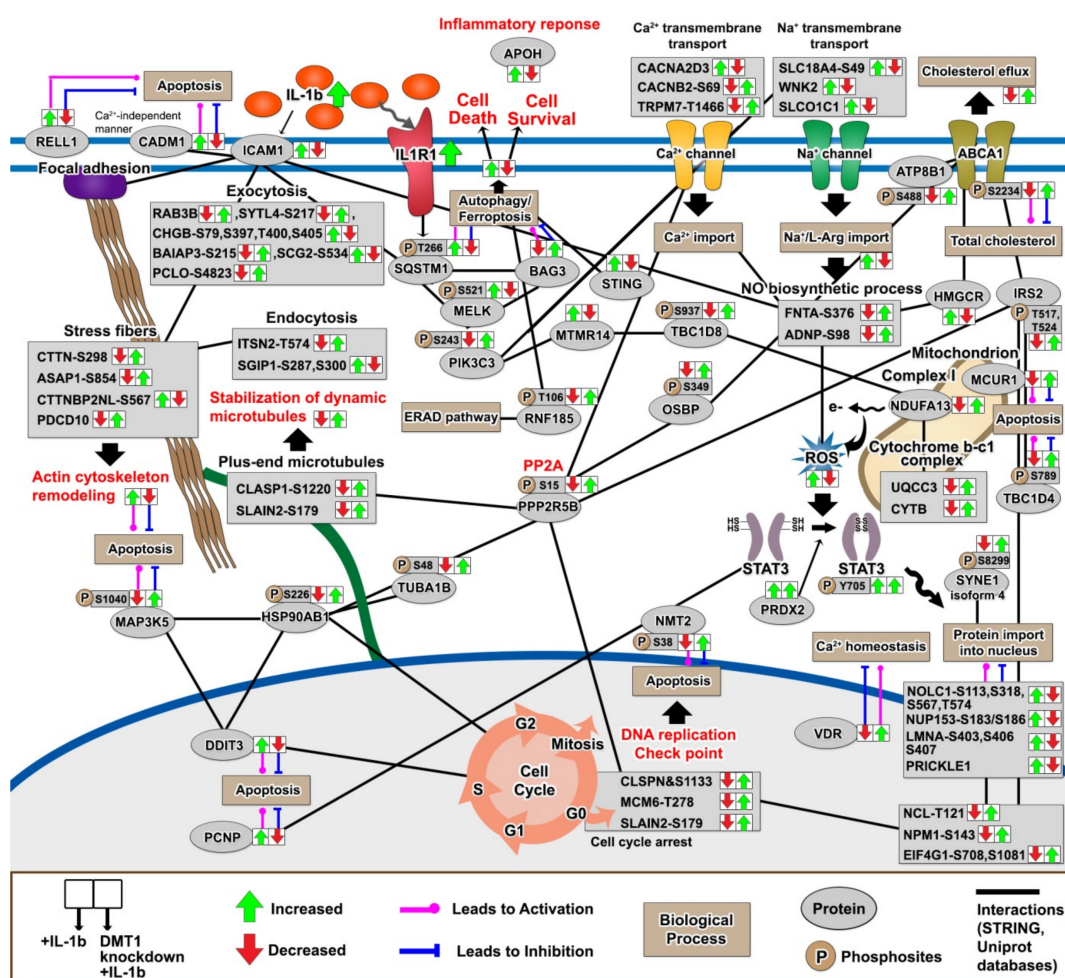 Inflammatory reponse
APOH
Ca²⁺ transmembrane
transport
CACNA2D3
CACNB2-S69
TRPM7-T1466
Ca²⁺ channel
Na⁺ transmembrane
transport
SLC18A4-S49
WNK2
SLCO1C1
Na⁺ channel
Cholesterol eflux
ABCA1
Apoptosis
RELL1
Ca²⁺-independent
manner
CADM1
IL-1b
ICAM1
IL1R1
Cell
Death
Cell
Survival
Focal adhesion
Exocytosis
RAB3B ,SYTL4-S217 ,
CHGB-S79,S397, T400, S405
BAIAP3-S215 ,SCG2-S534
PCLO-S4823
Autophagy/
Ferroptosis
P T266
SQSTM1
BAG3
P S521
MELK
STING
P S243
PIK3C3
MTMR14
P S937
TBC1D8
Ca²⁺ import
Na⁺/L-Arg import
ATP8B1
P S488
P S2234
Total cholesterol
NO biosynthetic process
FNTA-S376
ADNP-S98
HMGCR
IRS2
P T517,
T524
Stress fibers
CTTN-S298
ASAP1-S854
CTTNBP2NL-S567
PDCD10
Endocytosis
ITSN2-T574
SGIP1-S287,S300
Stabilization of dynamic
microtubules
ERAD pathway
P T106
RNF185
P S349
OSBP
Mitochondrion
Complex I
MCUR1
e-
NDUFA13
Apoptosis
Cytochrome b-c1
complex
UQCC3
CYTB
P S789
TBC1D4
ROS
Actin cytoskeleton
remodeling
Plus-end microtubules
CLASP1-S1220
SLAIN2-S179
PP2A
P S15
PPP2R5B
Apoptosis
P S1040
MAP3K5
P S226
HSP90AB1
P S48
TUBA1B
HS-
HS-
-SH
-SH
STAT3
SS
SS
STAT3
P Y705
PRDX2
P S8299
SYNE1
isoform 4
NMT2
P S38
Apoptosis
Ca²⁺ homeostasis
Protein import
into nucleus
VDR
NOLC1-S113,S318,
S567,T574
NUP153-S183/S186
LMNA-S403,S406
S407
PRICKLE1
DNA replication
Check point
DDIT3
Apoptosis
PCNP
G2
Mitosis
S
Cell
Cycle
G1
G0
CLSPN&S1133
MCM6-T278
SLAIN2-S179
Cell cycle arrest
NCL-T121
NPM1-S143
EIF4G1-S708,S1081
+IL-1b
DMT1
knockdown
+IL-1b
Increased
Decreased
Leads to Activation
Leads to Inhibition
Biological
Process
Protein
P Phosphosites
Interactions
(STRING,
Uniprot
databases)